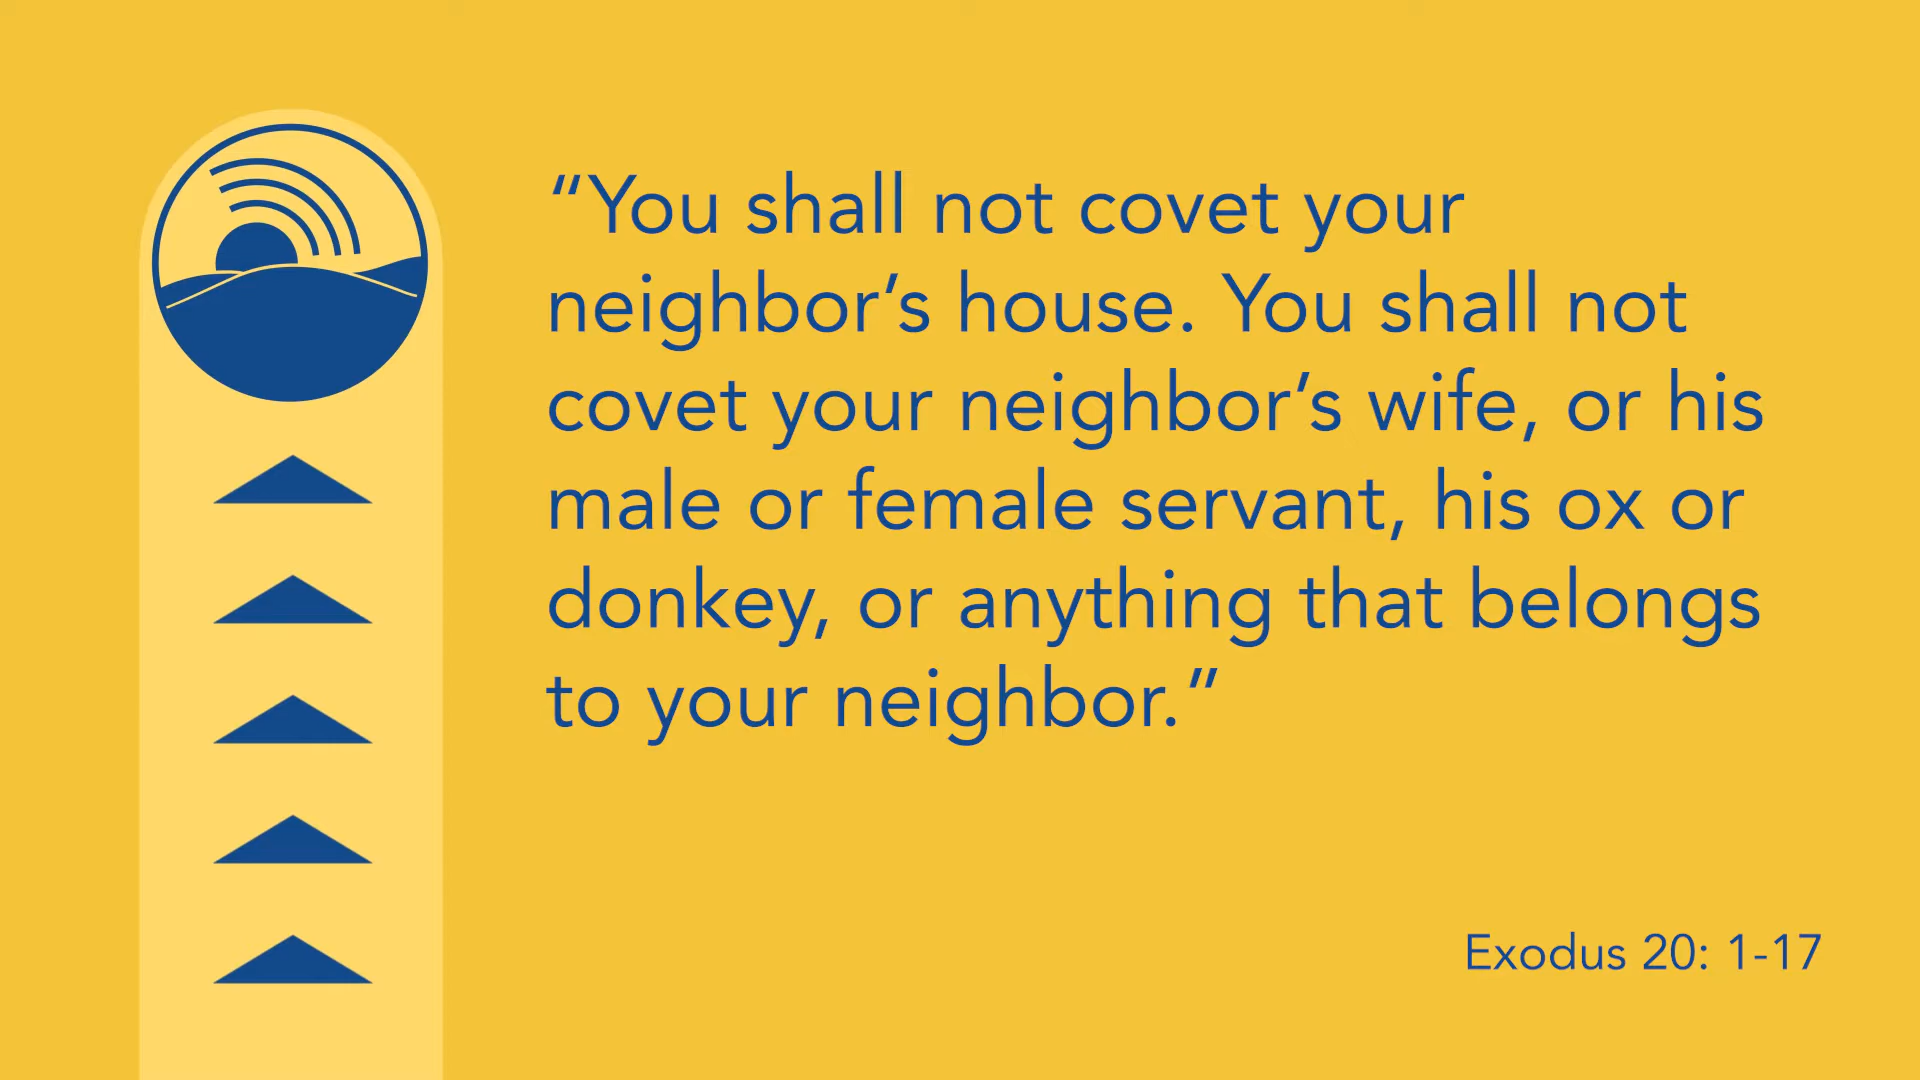 “You shall not covet your
neighbor’s house. You shall not
covet your neighbor’s wife, or his
male or female servant, his ox or
donkey, or anything that belongs
to your neighbor.”
Exodus 20: 1-17